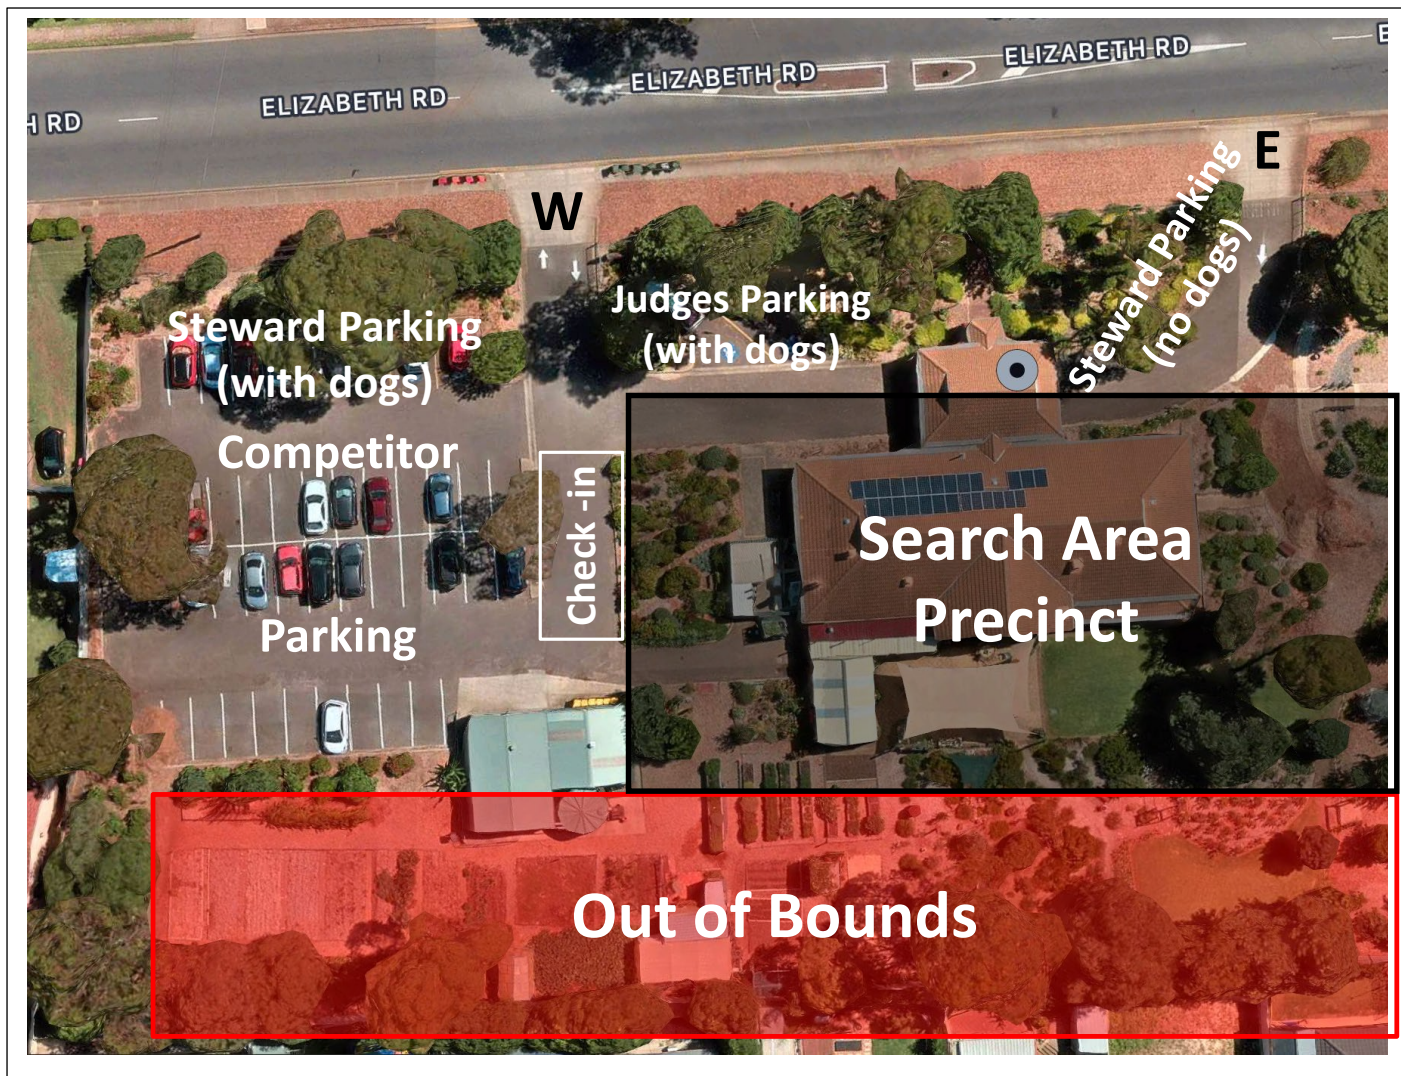 ELIZABETH RD
ELIZABETH RD
ELIZABETH RD
H RD
E
W
E
Steward Parking
(no dogs)
Judges Parking
(with dogs)
Steward Parking
(with dogs)
Competitor
Parking
Check -in
Search Area
Precinct
Out of Bounds